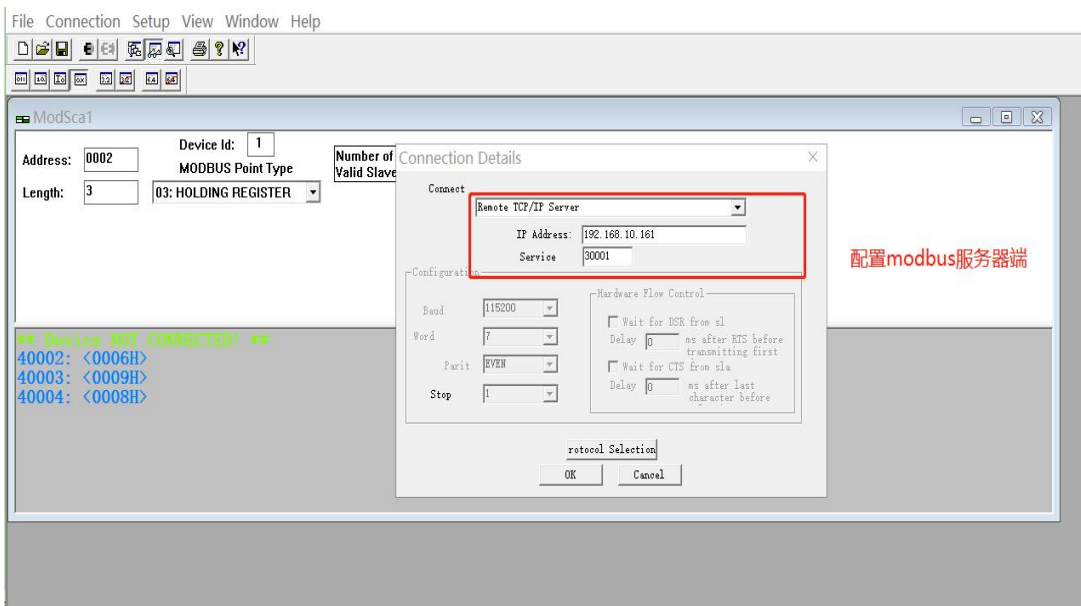 File Connection Setup View Window Help
ModSca1
Address: 0002
Device Id: 1
MODBUS Point Type
Length: 3
03: HOLDING REGISTER
Number of
Valid Slave
** Device NOT CONNECTED! **
40002: <0006H>
40003: <0009H>
40004: <0008H>
Connection Details
Connect
Remote TCP/IP Server
IP Address: 192.168.10.161
Service 30001
Configuration
Baud 115200
Word 7
Parit EVEN
Stop 1
Hardware Flow Control
Wait for DSR from sl
Delay 0 ms after RTS before
transmitting first
Wait for CTS from sla
Delay 0 ms after last
character before
rotocol Selection
OK Cancel
配置modbus服务器端